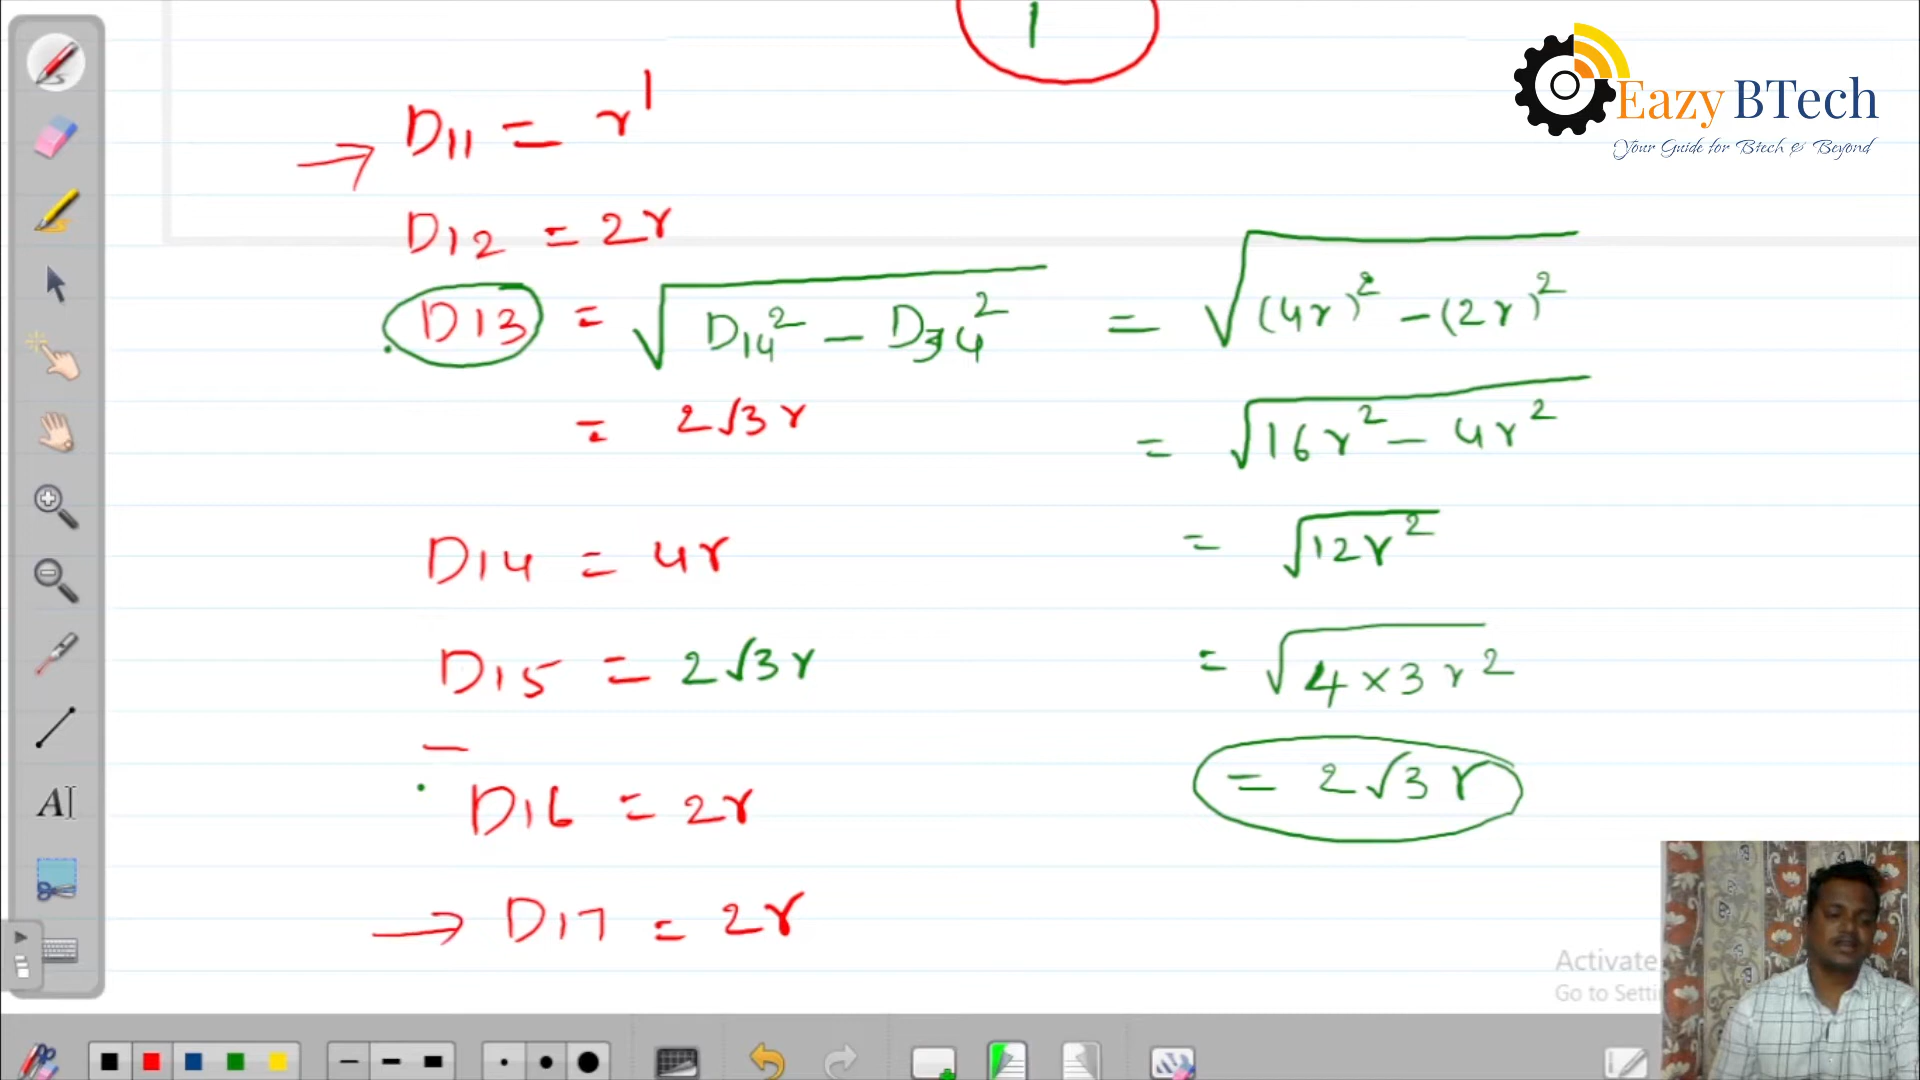 1
Eazy BTech
Your Guide for Btech & Beyond
D11 = r'
D12 = 2r
D13 = √(D14² - D34²) = √((4r)² - (2r)²)
= 2√3 r
= √(16r² - 4r²)
D14 = 4r
= √(12r²)
D15 = 2√3 r
= √(4×3 r²)
D16 = 2r
= 2√3 r
D17 = 2r
Activate
Go to Setti
A